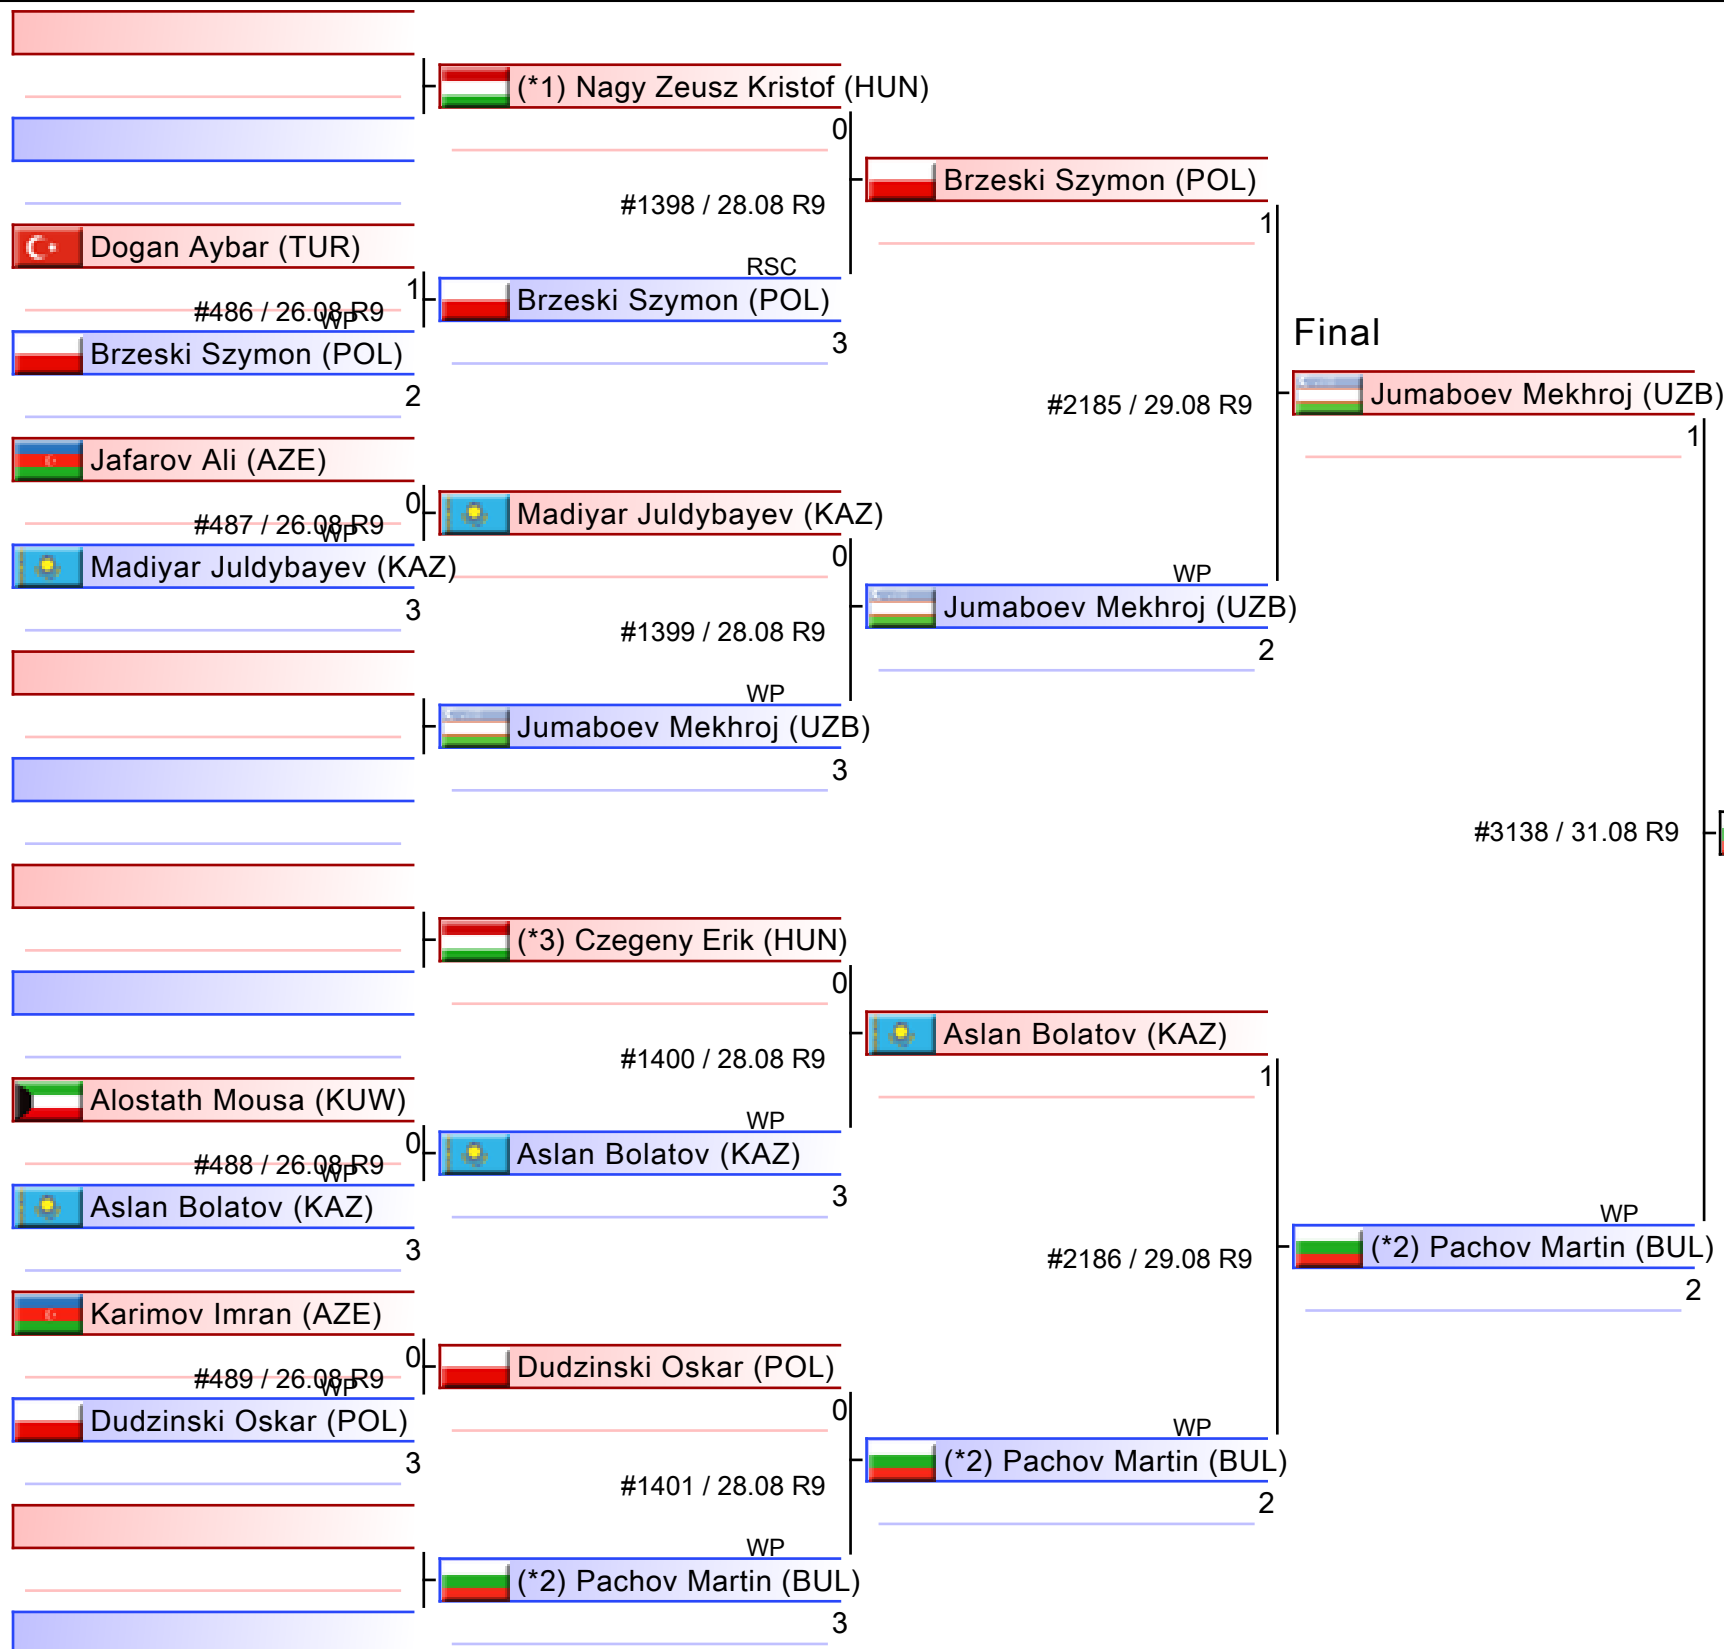 (*1) Nagy Zeusz Kristof (HUN)
0
Brzeski Szymon (POL)
1
#1398 / 28.08 R9
Dogan Aybar (TUR)
1
#486 / 26.08 R9
WP
RSC
Brzeski Szymon (POL)
3
Brzeski Szymon (POL)
2
Final
Jumaboev Mekhroj (UZB)
1
#2185 / 29.08 R9
Jafarov Ali (AZE)
0
#487 / 26.08 R9
WP
Madiyar Juldybayev (KAZ)
0
Madiyar Juldybayev (KAZ)
3
WP
Jumaboev Mekhroj (UZB)
2
#1399 / 28.08 R9
WP
Jumaboev Mekhroj (UZB)
3
#3138 / 31.08 R9
(*3) Czegeny Erik (HUN)
0
Aslan Bolatov (KAZ)
1
#1400 / 28.08 R9
Alostath Mousa (KUW)
0
#488 / 26.08 R9
WP
WP
Aslan Bolatov (KAZ)
3
Aslan Bolatov (KAZ)
3
WP
(*2) Pachov Martin (BUL)
2
#2186 / 29.08 R9
Karimov Imran (AZE)
0
#489 / 26.08 R9
WP
Dudzinski Oskar (POL)
0
Dudzinski Oskar (POL)
3
WP
(*2) Pachov Martin (BUL)
2
#1401 / 28.08 R9
WP
(*2) Pachov Martin (BUL)
3